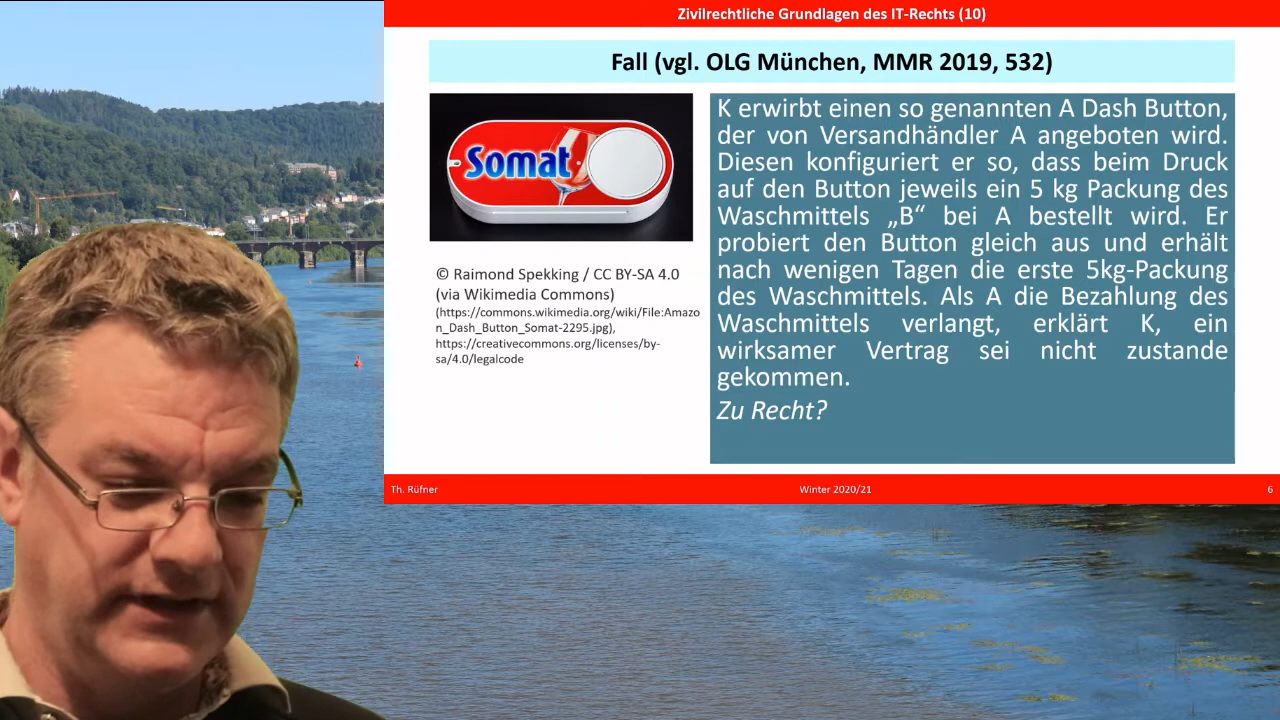 Zivilrechtliche Grundlagen des IT-Rechts (10)
Fall (vgl. OLG München, MMR 2019, 532)
Somat
© Raimond Spekking / CC BY-SA 4.0
(via Wikimedia Commons)
(https://commons.wikimedia.org/wiki/File:Amazo
n_Dash_Button_Somat-2295.jpg),
https://creativecommons.org/licenses/by-
sa/4.0/legalcode
K erwirbt einen so genannten A Dash Button,
der von Versandhändler A angeboten wird.
Diesen konfiguriert er so, dass beim Druck
auf den Button jeweils ein 5 kg Packung des
Waschmittels „B“ bei A bestellt wird. Er
probiert den Button gleich aus und erhält
nach wenigen Tagen die erste 5kg-Packung
des Waschmittels. Als A die Bezahlung des
Waschmittels verlangt, erklärt K, ein
wirksamer Vertrag sei nicht zustande
gekommen.
Zu Recht?
Th. Rüfner
Winter 2020/21
6